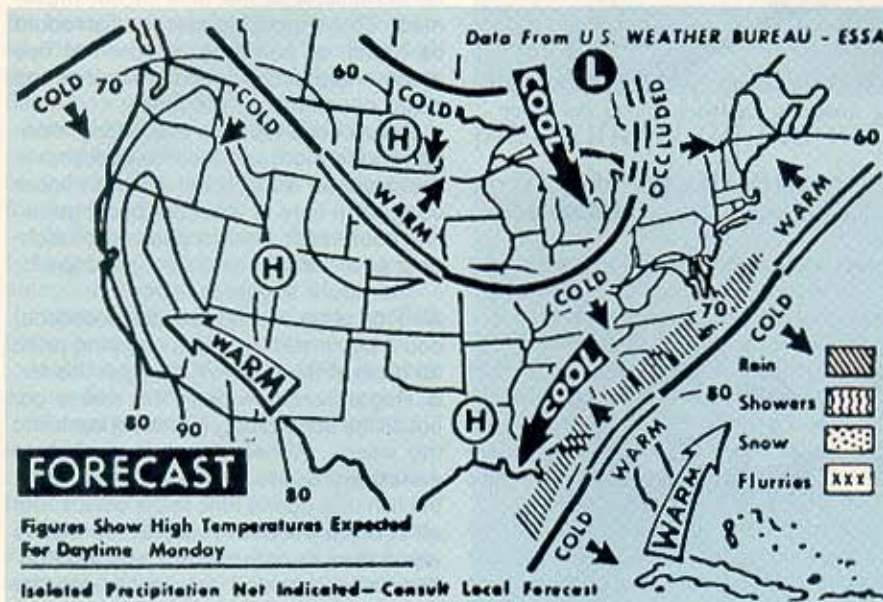 Data From U.S. WEATHER BUREAU - ESSA
COLD
70
COLD
60
COLD
H
COOL
L
OCCLUDED
60
WARM
WARM
H
COLD
70
COLD
WARM
COOL
H
80
WARM
WARM
80
90
80
COLD
Rain
Showers
Snow
Flurries
xxx
FORECAST
Figures Show High Temperatures Expected
For Daytime Monday
Isolated Precipitation Not Indicated — Consult Local Forecast